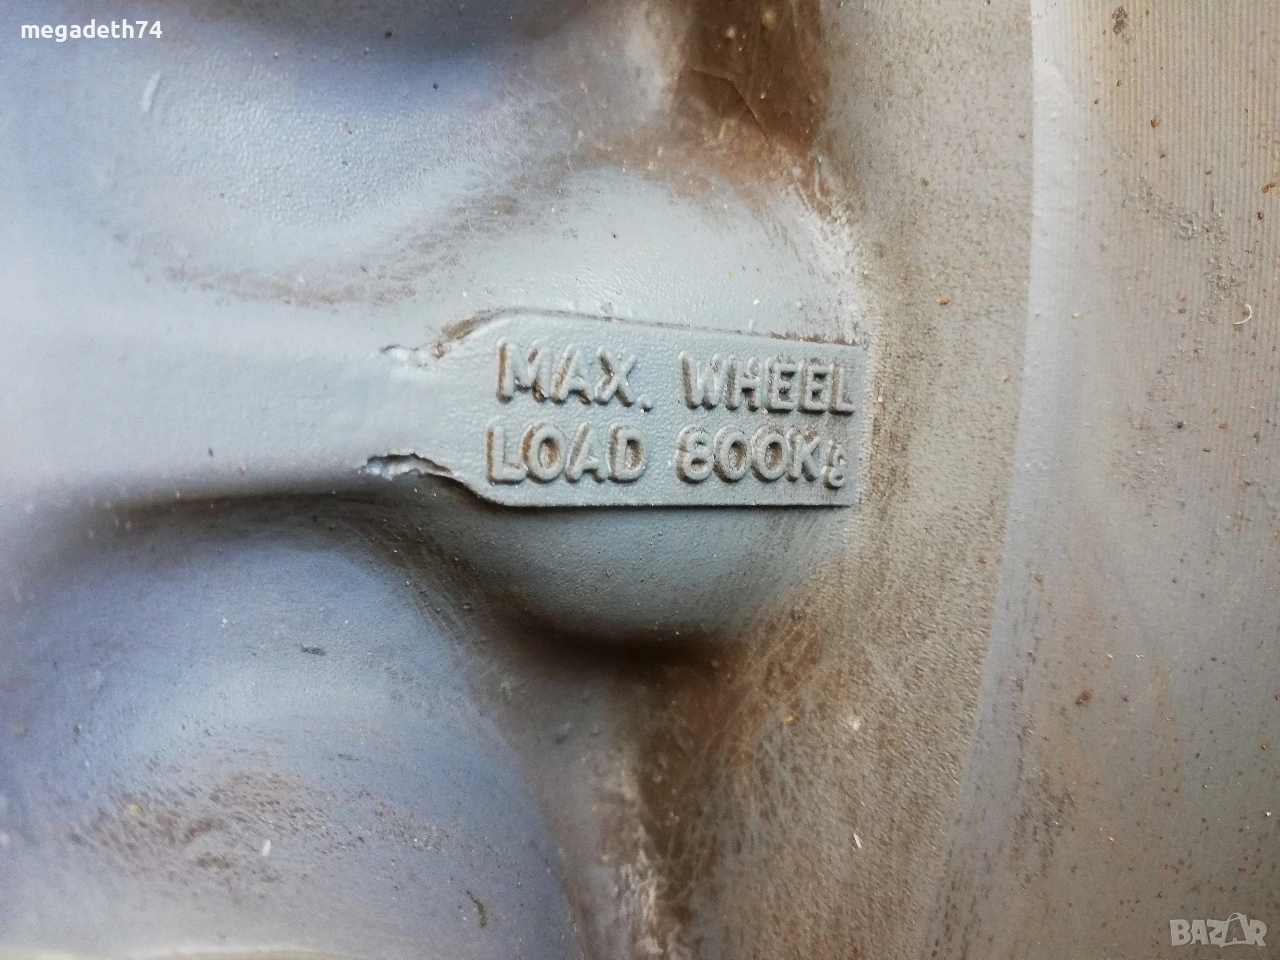 megadeth74
MAX. WHEEL
LOAD 800Kg
BAZAR